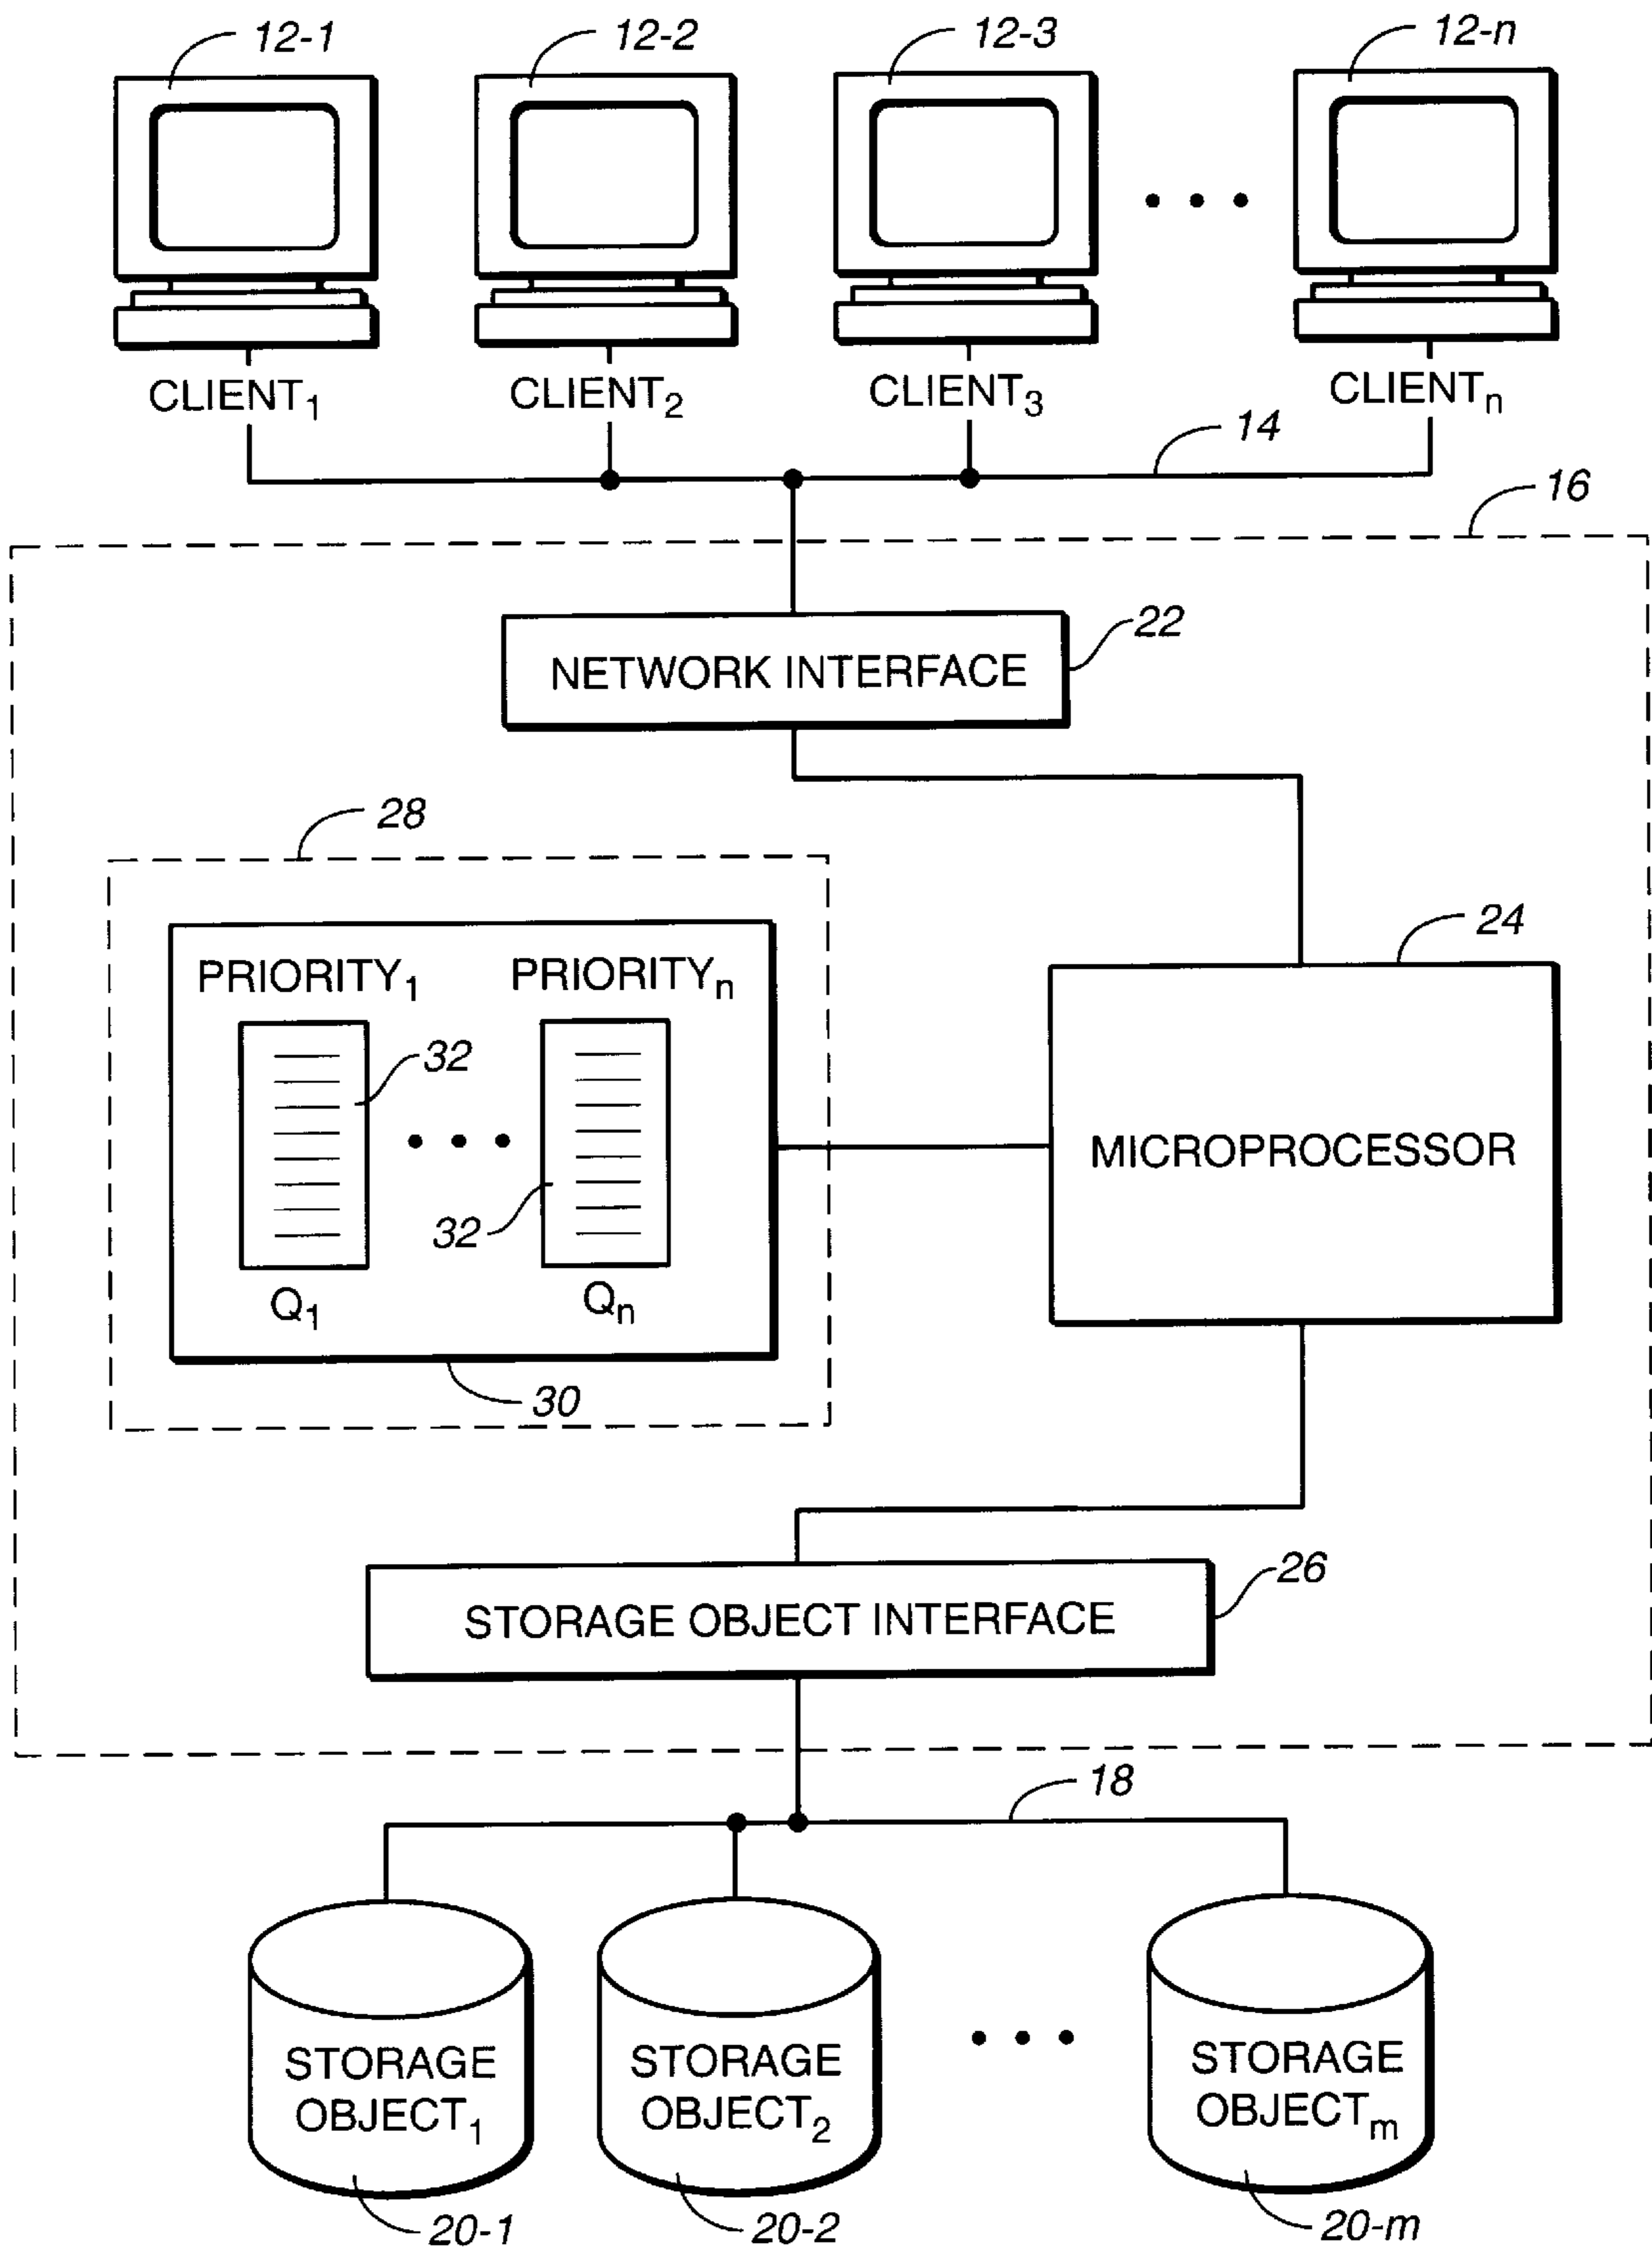 12-1 12-2 12-3 12-n
CLIENT₁ CLIENT₂ CLIENT₃ CLIENTₙ
14
16
22
NETWORK INTERFACE
28
24
PRIORITY₁ PRIORITYₙ
32
MICROPROCESSOR
32
Q₁ Qₙ
30
26
STORAGE OBJECT INTERFACE
18
STORAGE OBJECT₁
STORAGE OBJECT₂
STORAGE OBJECTₘ
20-1 20-2 20-m